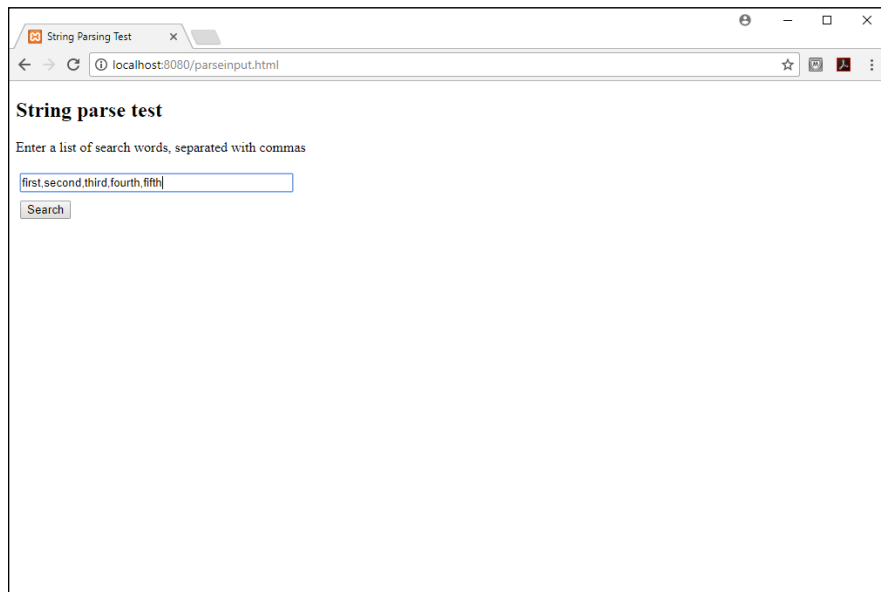 String Parsing Test
localhost:8080/parseinput.html
String parse test
Enter a list of search words, separated with commas
first,second,third,fourth,fifth
Search